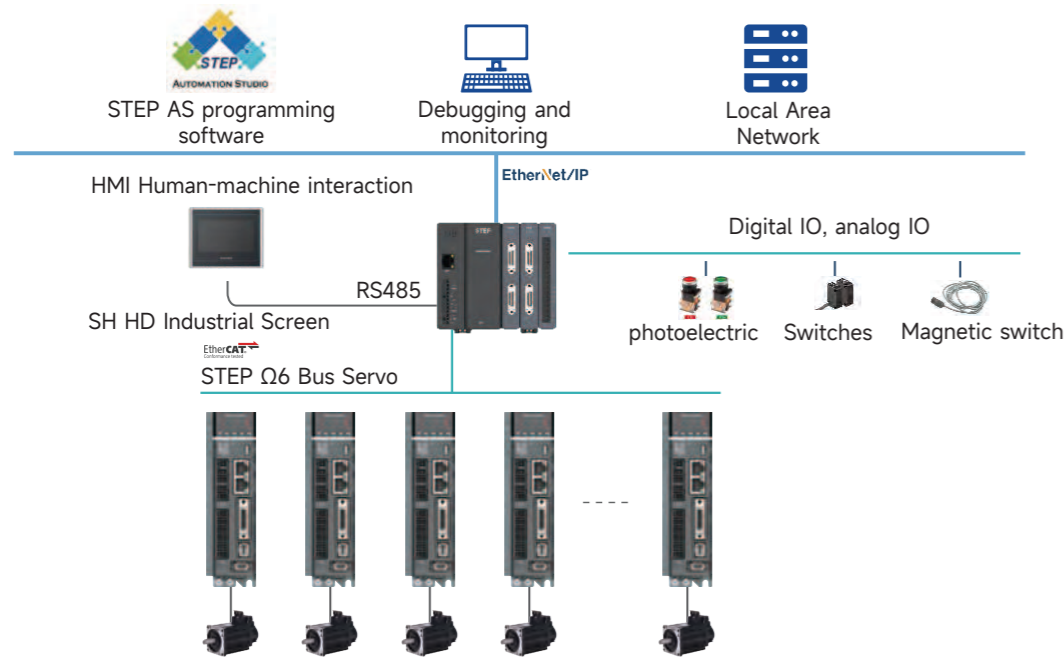 STEP
AUTOMATION STUDIO
STEP AS programming
software
Debugging and
monitoring
Local Area
Network
EtherNet/IP
HMI Human-machine interaction
STEP
Digital IO, analog IO
RS485
SH HD Industrial Screen
photoelectric
Switches
Magnetic switch
EtherCAT
Conformance tested
STEP Ω6 Bus Servo